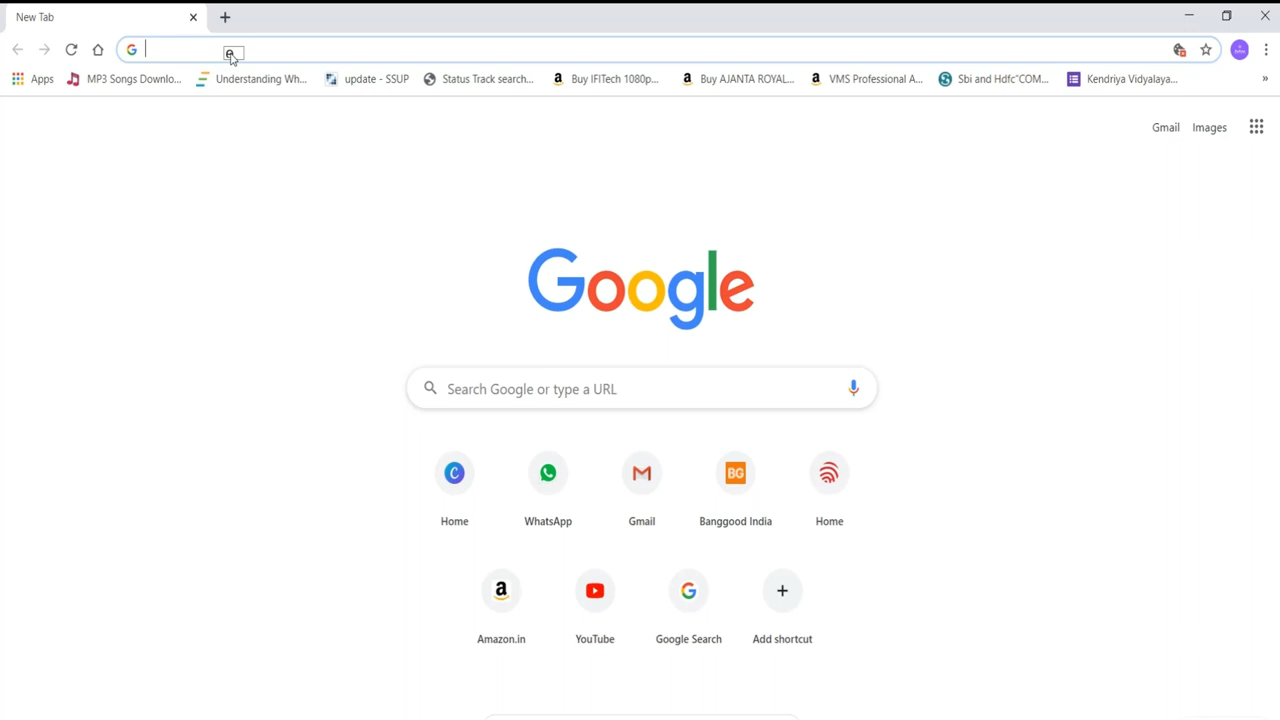 New Tab
Apps
MP3 Songs Downlo...
Understanding Wh...
update - SSUP
Status Track search...
Buy IFITech 1080p...
Buy AJANTA ROYAL...
VMS Professional A...
Sbi and Hdfc“COM...
Kendriya Vidyalaya...
»
Gmail
Images
Google
Search Google or type a URL
Home
WhatsApp
Gmail
BG
Banggood India
Home
Amazon.in
YouTube
Google Search
Add shortcut